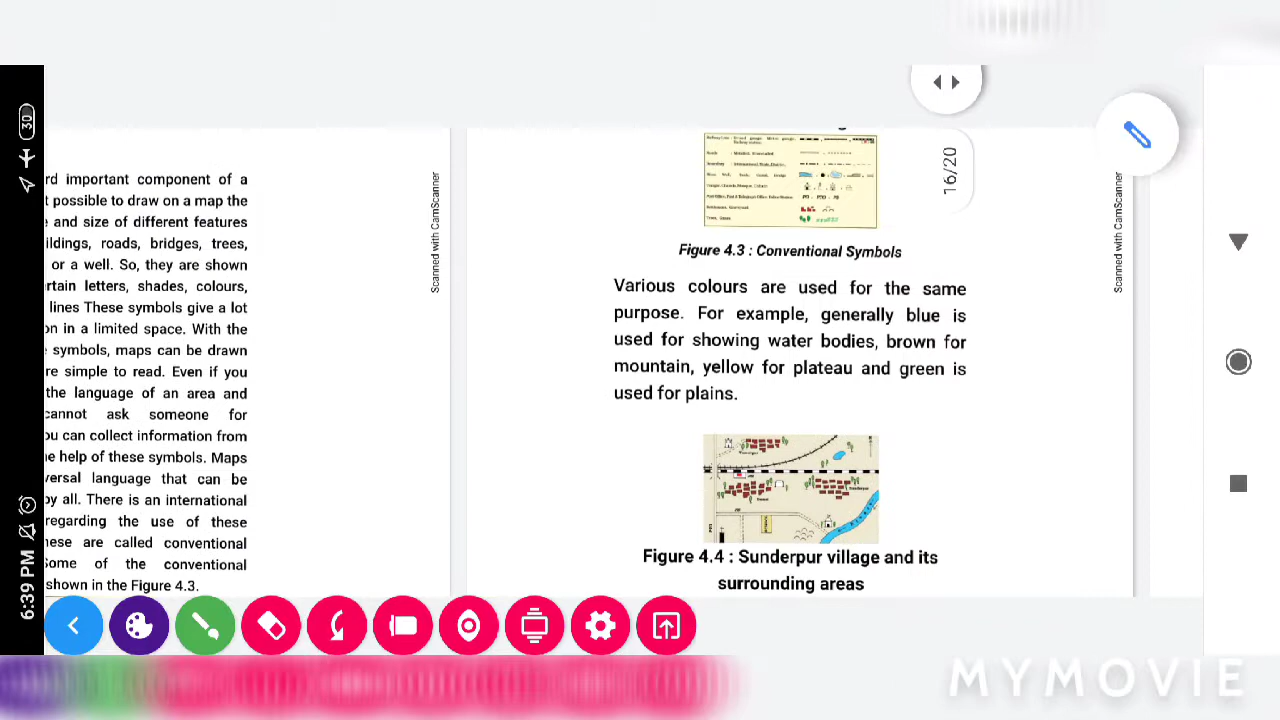 rd important component of a
t possible to draw on a map the
e and size of different features
ildings, roads, bridges, trees,
or a well. So, they are shown
rtain letters, shades, colours,
lines These symbols give a lot
on in a limited space. With the
e symbols, maps can be drawn
re simple to read. Even if you
the language of an area and
cannot ask someone for
ou can collect information from
e help of these symbols. Maps
versal language that can be
by all. There is an international
regarding the use of these
hese are called conventional
Some of the conventional
shown in the Figure 4.3.
Scanned with CamScanner
Figure 4.3 : Conventional Symbols
Various colours are used for the same
purpose. For example, generally blue is
used for showing water bodies, brown for
mountain, yellow for plateau and green is
used for plains.
Figure 4.4 : Sunderpur village and its
surrounding areas
16/20
Scanned with CamScanner
30
6:39 PM
MYMOVIE